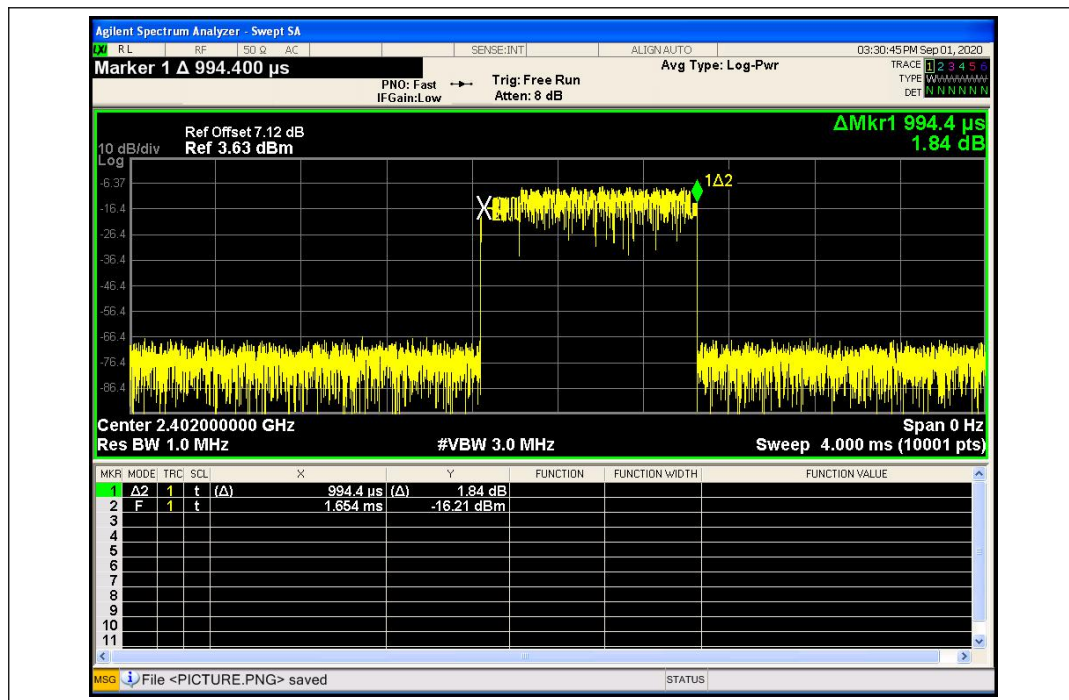 Agilent Spectrum Analyzer - Swept SA
LXI RL RF 50 Ω AC SENSE:INT ALIGN AUTO 03:30:45 PM Sep 01, 2020
Marker 1 Δ 994.400 µs
PNO: Fast
IFGain:Low
Trig: Free Run
Atten: 8 dB
Avg Type: Log-Pwr
TRACE 1 2 3 4 5 6
TYPE WWWWWW
DET N N N N N N
ΔMkr1 994.4 µs
1.84 dB
Ref Offset 7.12 dB
10 dB/div Ref 3.63 dBm
Log
-6.37
-16.4
-26.4
-36.4
-46.4
-56.4
-66.4
-76.4
-86.4
1Δ2
Center 2.402000000 GHz Span 0 Hz
Res BW 1.0 MHz #VBW 3.0 MHz Sweep 4.000 ms (10001 pts)
MKR MODE TRC SCL X Y FUNCTION FUNCTION WIDTH FUNCTION VALUE
1 Δ2 1 t (Δ) 994.4 µs (Δ) 1.84 dB
2 F 1 t 1.654 ms -16.21 dBm
3
4
5
6
7
8
9
10
11
MSG File <PICTURE.PNG> saved STATUS